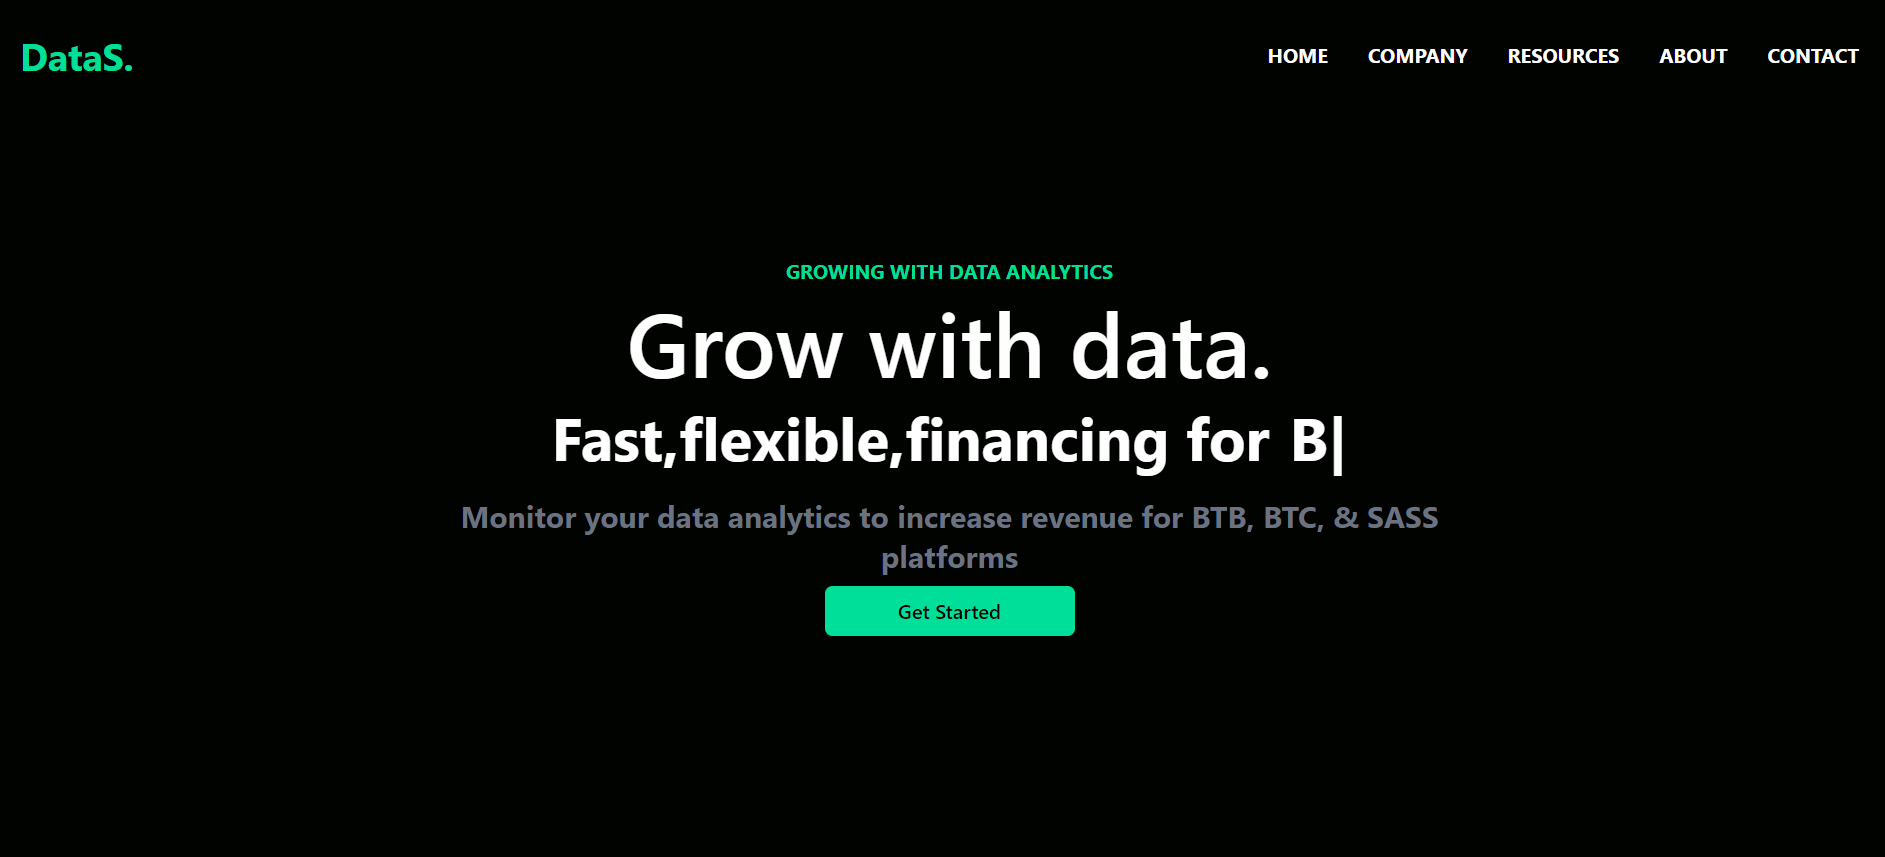 DataS.
HOME COMPANY RESOURCES ABOUT CONTACT
GROWING WITH DATA ANALYTICS
Grow with data.
Fast,flexible,financing for B|
Monitor your data analytics to increase revenue for BTB, BTC, & SASS
platforms
Get Started